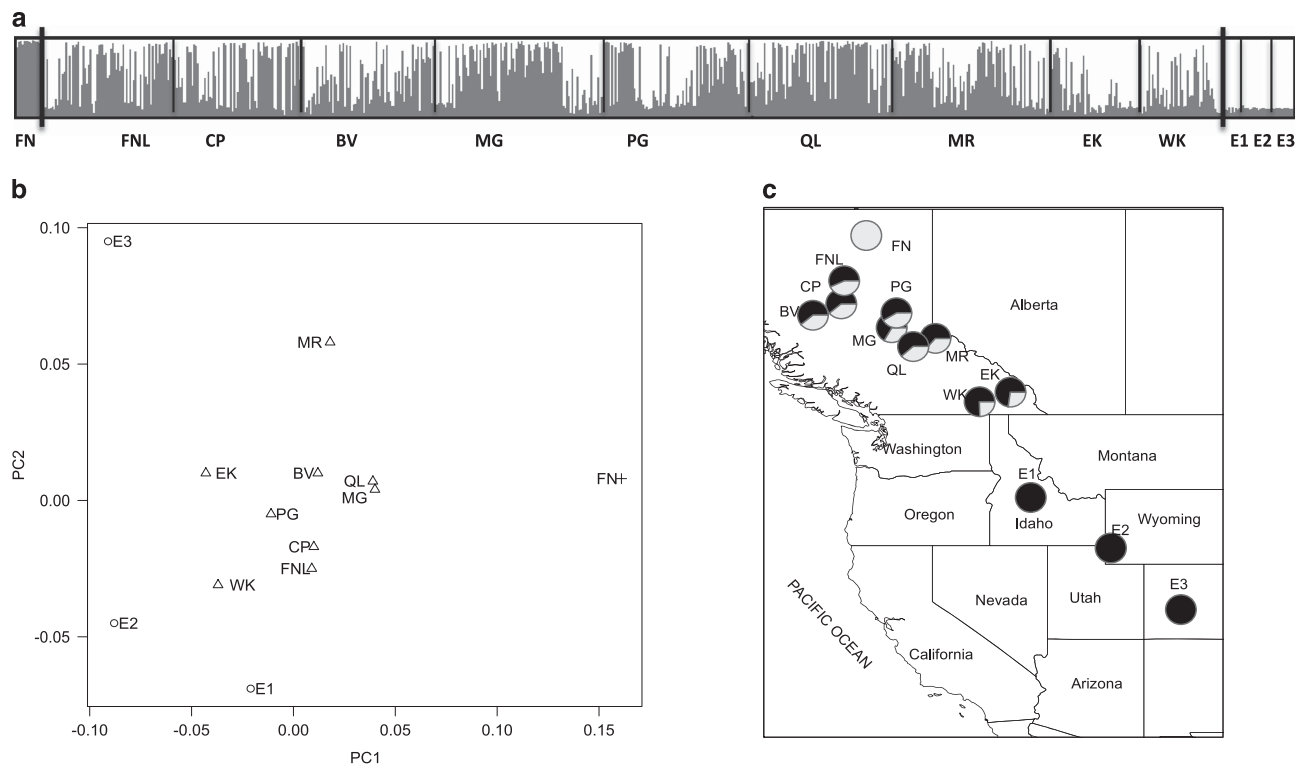 a
FN FNL CP BV MG PG QL MR EK WK E1 E2 E3
b
0.10
0.05
0.00
-0.05
PC2
E3
MR
EK
BV
QL
MG
FN
PG
CP
FNL
WK
E2
E1
-0.10 -0.05 0.00 0.05 0.10 0.15
PC1
c
FN
FNL
CP
PG
BV
Alberta
MG
MR
QL
EK
WK
Washington
Montana
E1
Oregon
Idaho
Wyoming
E2
E3
Nevada
Utah
PACIFIC OCEAN
California
Arizona